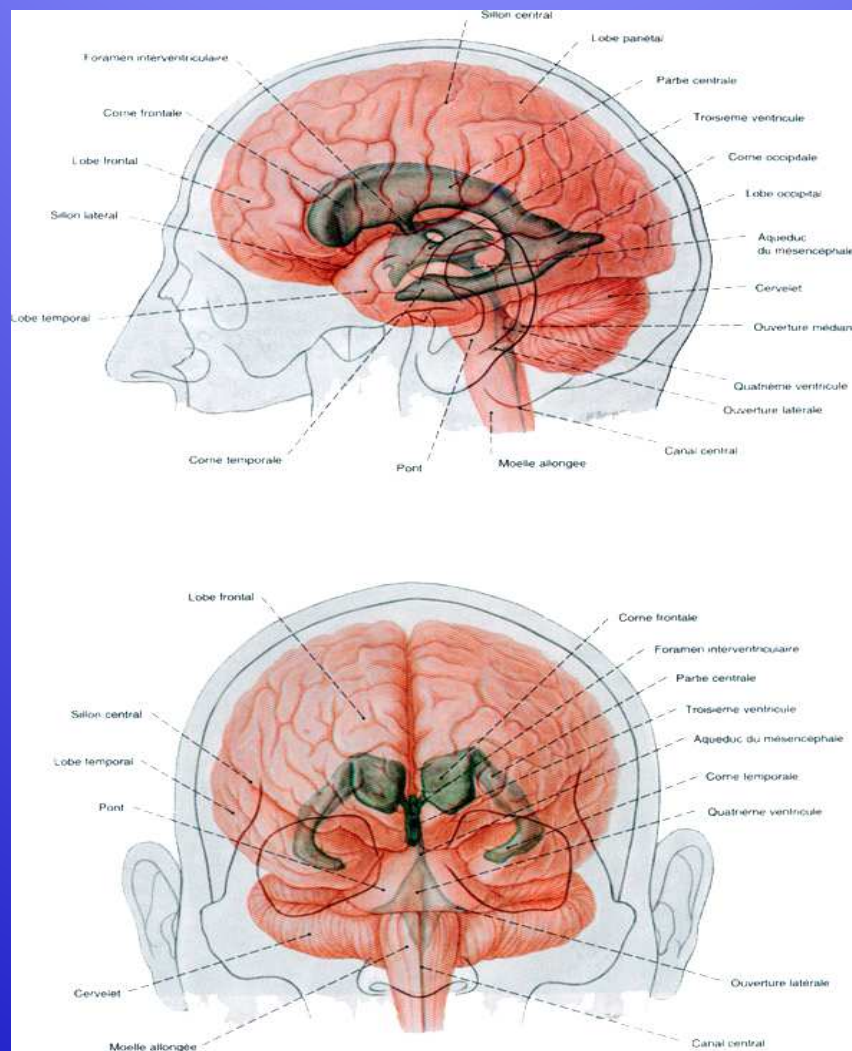 Sillon central
Lobe pariétal
Foramen interventriculaire
Partie centrale
Corne frontale
Troisième ventricule
Lobe frontal
Corne occipitale
Sillon latéral
Lobe occipital
Aqueduc
du mésencéphale
Cervelet
Lobe temporal
Ouverture médian
Quatrième ventricule
Ouverture latérale
Canal central
Corne temporale
Pont
Moelle allongée
Lobe frontal
Corne frontale
Foramen interventriculaire
Partie centrale
Sillon central
Troisième ventricule
Lobe temporal
Aqueduc du mésencéphale
Corne temporale
Pont
Quatrième ventricule
Cervelet
Ouverture latérale
Moelle allongée
Canal central